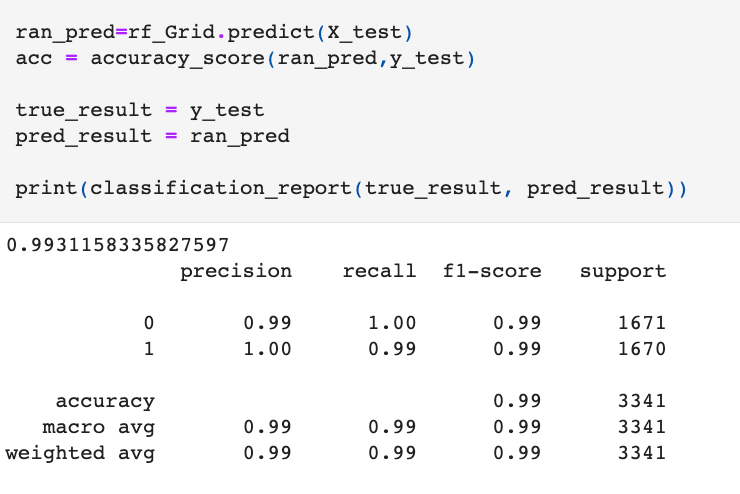 ran_pred=rf_Grid.predict(X_test)
acc = accuracy_score(ran_pred,y_test)
true_result = y_test
pred_result = ran_pred
print(classification_report(true_result, pred_result))
0.9931158335827597
precision recall f1-score support
0 0.99 1.00 0.99 1671
1 1.00 0.99 0.99 1670
accuracy 0.99 3341
macro avg 0.99 0.99 0.99 3341
weighted avg 0.99 0.99 0.99 3341